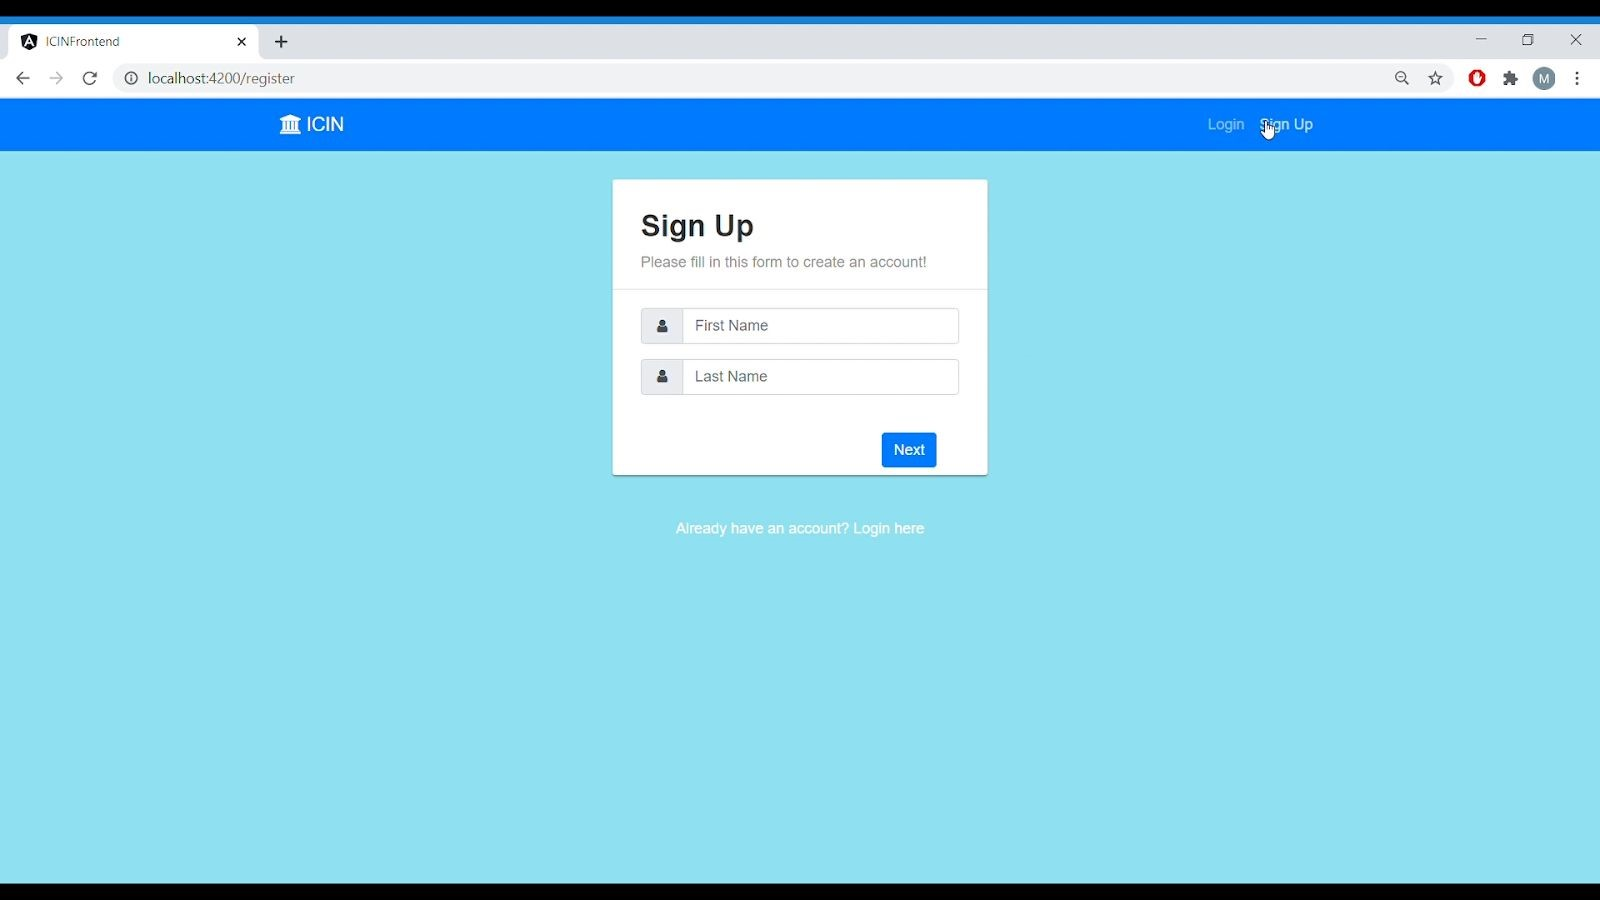 ICINFrontend
localhost:4200/register
M
ICIN
Login Sign Up
Sign Up
Please fill in this form to create an account!
First Name
Last Name
Next
Already have an account? Login here